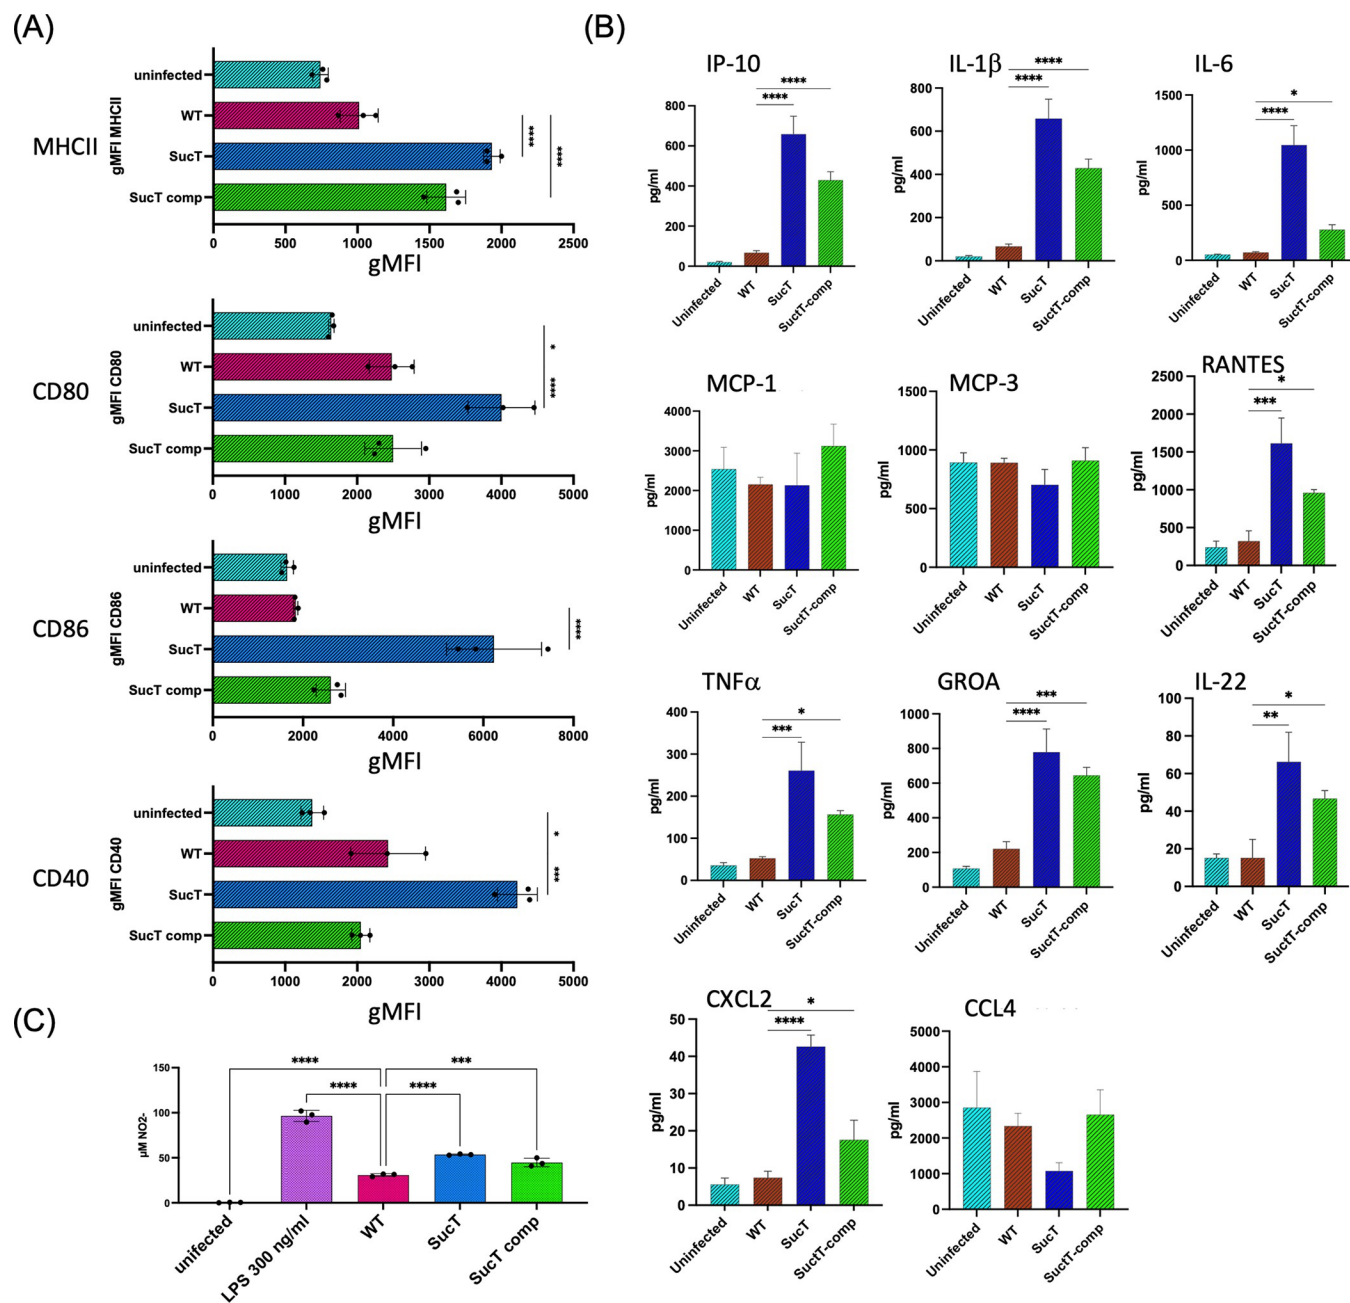 (A)
MHCII
gMFI MHCII
uninfected
WT
SucT
SucT comp
****
****
0 500 1000 1500 2000 2500
gMFI
CD80
gMFI CD80
uninfected
WT
SucT
SucT comp
*
****
0 1000 2000 3000 4000 5000
gMFI
CD86
gMFI CD86
uninfected
WT
SucT
SucT comp
****
0 2000 4000 6000 8000
gMFI
CD40
gMFI CD40
uninfected
WT
SucT
SucT comp
*
***
0 1000 2000 3000 4000 5000
gMFI
(B)
IP-10
****
****
pg/ml
800
600
400
200
0
Uninfected
WT
SucT
SuctT-comp
IL-1β
****
****
pg/ml
800
600
400
200
0
Uninfected
WT
SucT
SuctT-comp
IL-6
*
****
pg/ml
1500
1000
500
0
Uninfected
WT
SucT
SuctT-comp
MCP-1
pg/ml
4000
3000
2000
1000
0
Uninfected
WT
SucT
SuctT-comp
MCP-3
pg/ml
1500
1000
500
0
Uninfected
WT
SucT
SuctT-comp
RANTES
*
***
pg/ml
2500
2000
1500
1000
500
0
Uninfected
WT
SucT
SuctT-comp
TNFα
*
***
pg/ml
400
300
200
100
0
Uninfected
WT
SucT
SuctT-comp
GROA
***
****
pg/ml
1000
800
600
400
200
0
Uninfected
WT
SucT
SuctT-comp
IL-22
*
**
pg/ml
100
80
60
40
20
0
Uninfected
WT
SucT
SuctT-comp
CXCL2
*
****
pg/ml
50
40
30
20
10
0
Uninfected
WT
SucT
SuctT-comp
CCL4
pg/ml
5000
4000
3000
2000
1000
0
Uninfected
WT
SucT
SuctT-comp
(C)
****
***
****
****
µM NO2-
150
100
50
0
unifected
LPS 300 ng/ml
WT
SucT
SucT comp